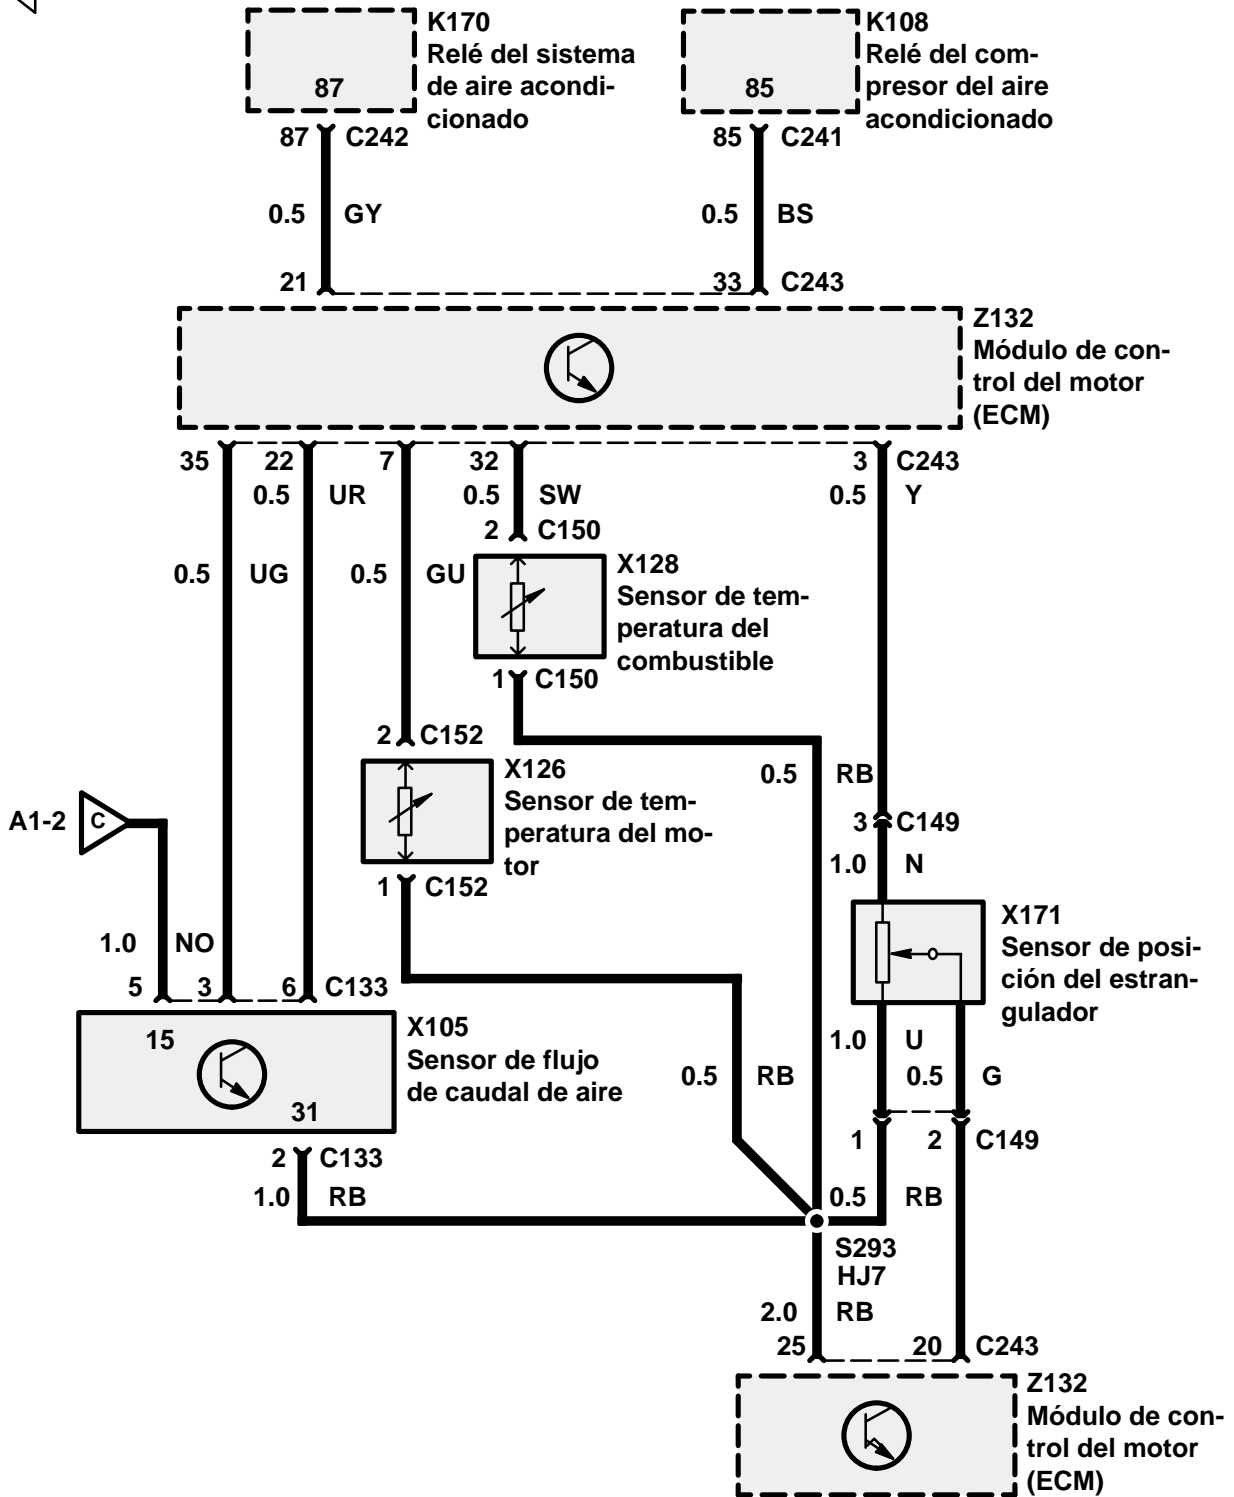 K170
Relé del sistema
de aire acondi-
cionado
87
K108
Relé del com-
presor del aire
acondicionado
85
87 C242
85 C241
0.5 GY
0.5 BS
21
33 C243
Z132
Módulo de con-
trol del motor
(ECM)
35 22 7 32 3 C243
0.5 UR 0.5 SW 0.5 Y
2 C150
0.5 UG 0.5 GU
X128
Sensor de tem-
peratura del
combustible
1 C150
2 C152
X126
Sensor de tem-
peratura del mo-
tor
0.5 RB
A1-2 C
3 C149
1.0 N
1 C152
X171
Sensor de posi-
ción del estran-
gulador
1.0 NO
5 3 6 C133
X105
Sensor de flujo
de caudal de aire
15
31
1.0 U
0.5 RB
0.5 G
1 2 C149
2 C133
1.0 RB
0.5 RB
S293
HJ7
2.0 RB
25 20 C243
Z132
Módulo de con-
trol del motor
(ECM)